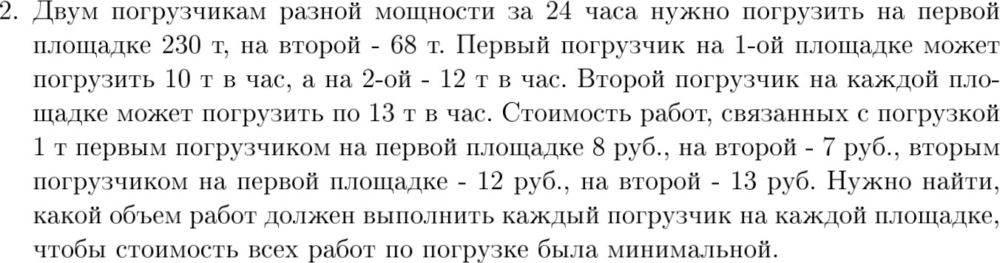 2. Двум погрузчикам разной мощности за 24 часа нужно погрузить на первой
площадке 230 т, на второй - 68 т. Первый погрузчик на 1-ой площадке может
погрузить 10 т в час, а на 2-ой - 12 т в час. Второй погрузчик на каждой пло-
щадке может погрузить по 13 т в час. Стоимость работ, связанных с погрузкой
1 т первым погрузчиком на первой площадке 8 руб., на второй - 7 руб., вторым
погрузчиком на первой площадке - 12 руб., на второй - 13 руб. Нужно найти,
какой объем работ должен выполнить каждый погрузчик на каждой площадке,
чтобы стоимость всех работ по погрузке была минимальной.